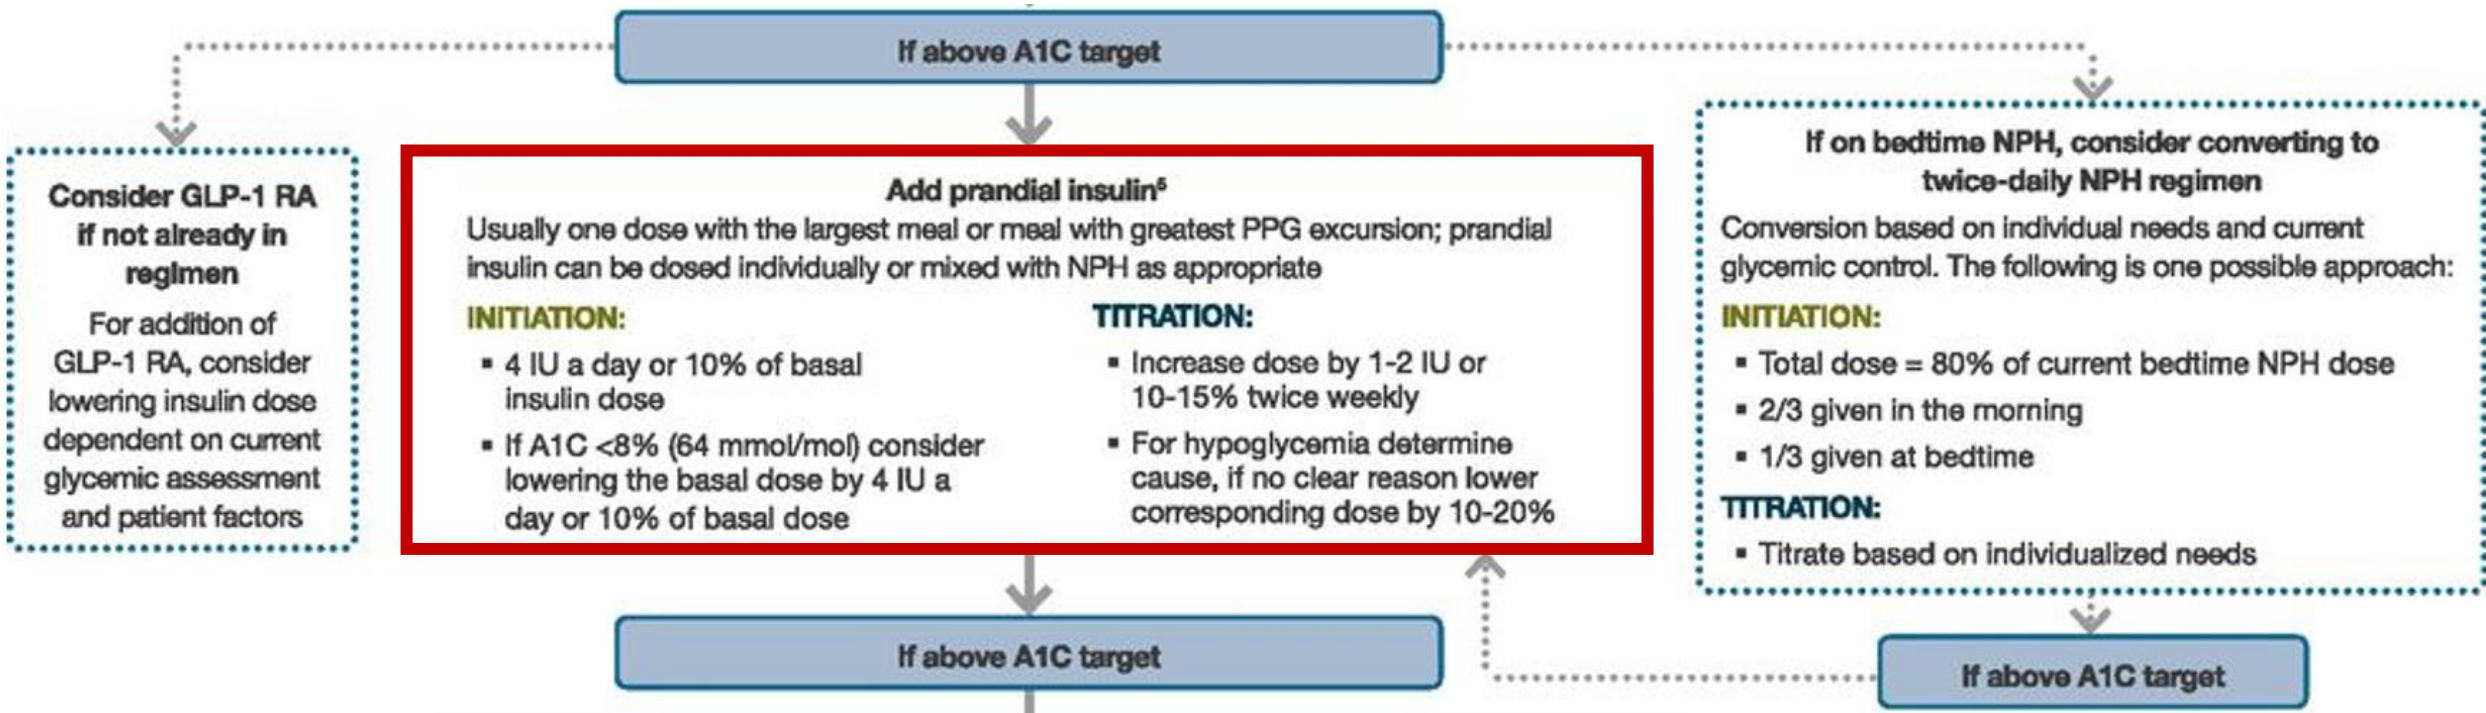 If above A1C target
Consider GLP-1 RA
if not already in
regimen
For addition of
GLP-1 RA, consider
lowering insulin dose
dependent on current
glycemic assessment
and patient factors
Add prandial insulin⁵
Usually one dose with the largest meal or meal with greatest PPG excursion; prandial
insulin can be dosed individually or mixed with NPH as appropriate
INITIATION:
▪ 4 IU a day or 10% of basal
insulin dose
▪ If A1C <8% (64 mmol/mol) consider
lowering the basal dose by 4 IU a
day or 10% of basal dose
TITRATION:
▪ Increase dose by 1-2 IU or
10-15% twice weekly
▪ For hypoglycemia determine
cause, if no clear reason lower
corresponding dose by 10-20%
If on bedtime NPH, consider converting to
twice-daily NPH regimen
Conversion based on individual needs and current
glycemic control. The following is one possible approach:
INITIATION:
▪ Total dose = 80% of current bedtime NPH dose
▪ 2/3 given in the morning
▪ 1/3 given at bedtime
TITRATION:
▪ Titrate based on individualized needs
If above A1C target
If above A1C target